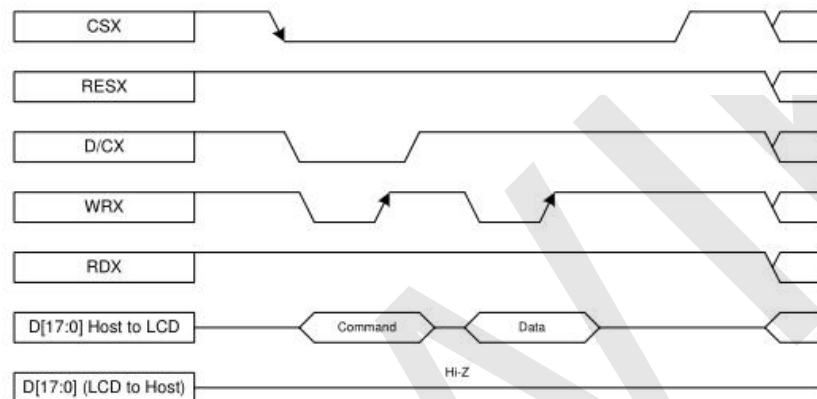 CSX
RESX
D/CX
WRX
RDX
D[17:0] Host to LCD
Command
Data
D[17:0] (LCD to Host)
Hi-Z